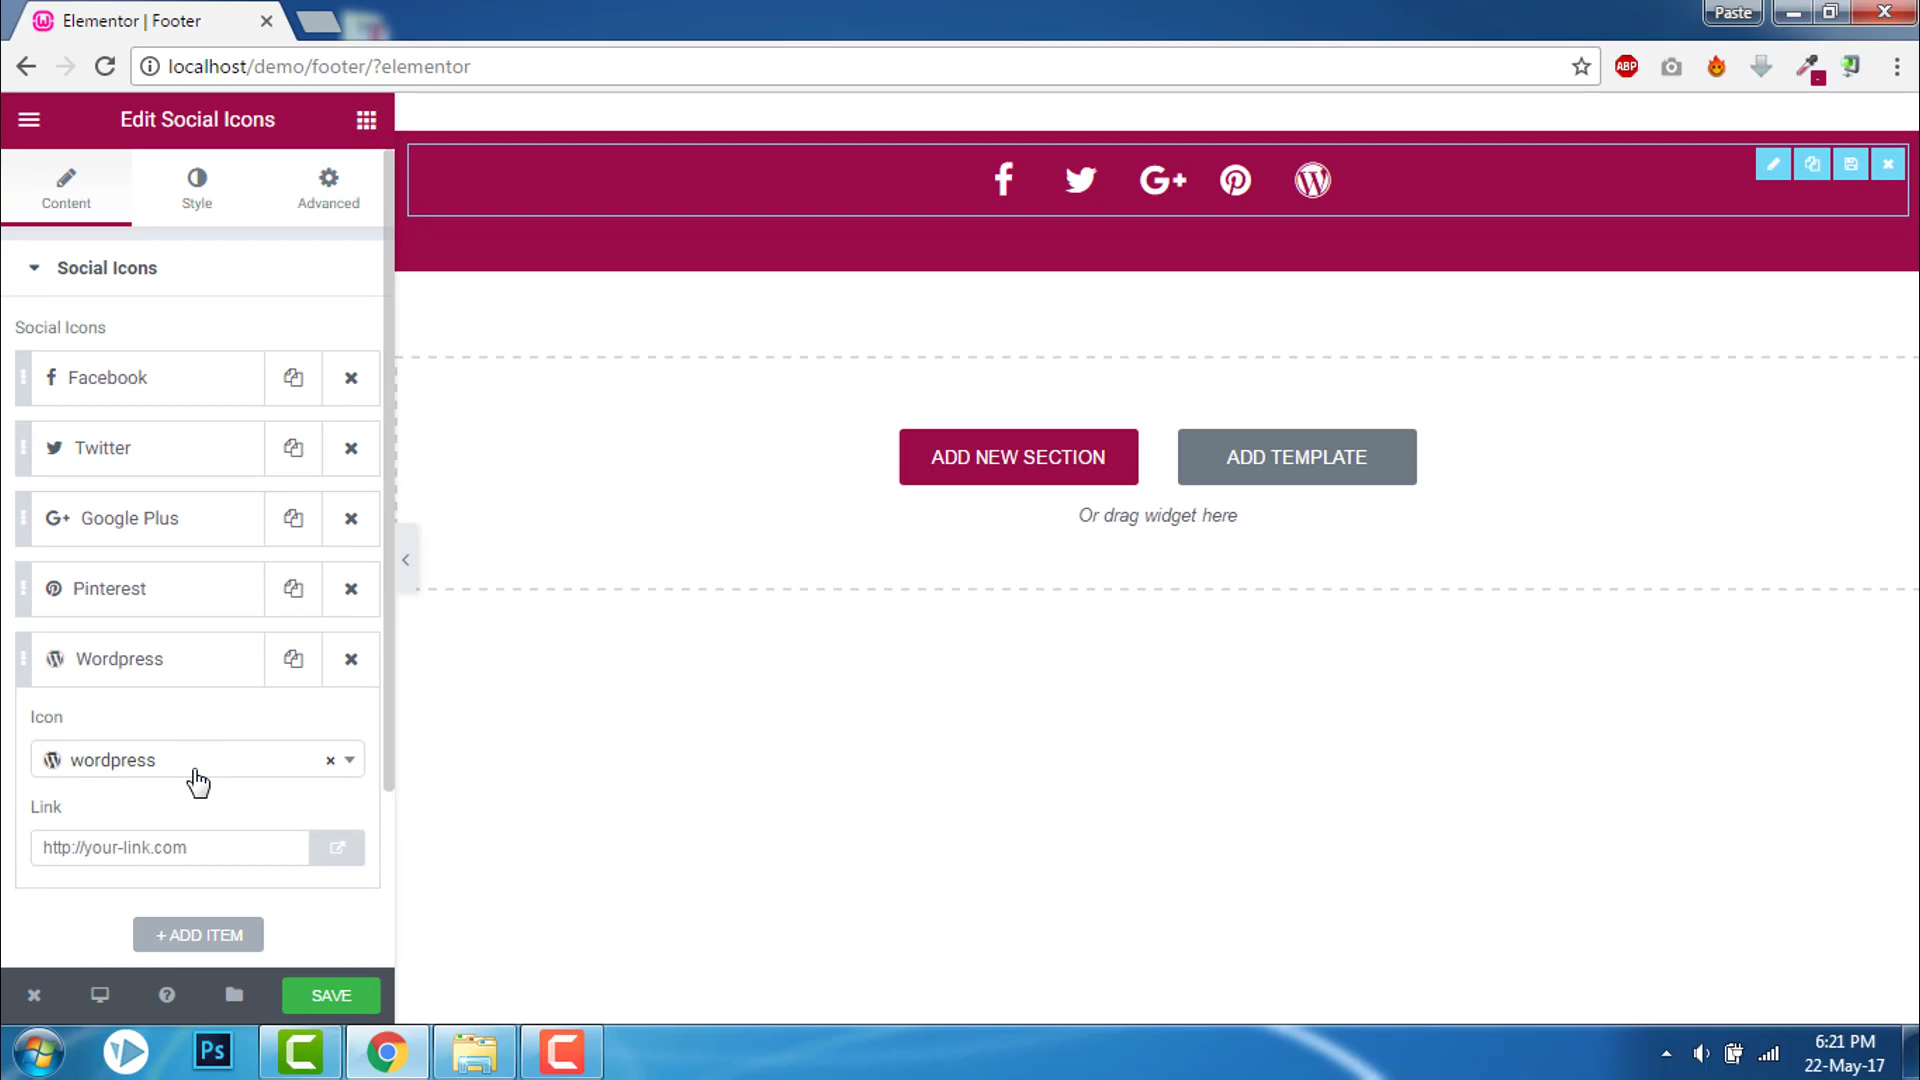 Elementor | Footer
Paste
localhost/demo/footer/?elementor
ABP
Edit Social Icons
Content
Style
Advanced
Social Icons
Social Icons
Facebook
Twitter
Google Plus
Pinterest
Wordpress
Icon
wordpress
Link
http://your-link.com
+ ADD ITEM
SAVE
ADD NEW SECTION
ADD TEMPLATE
Or drag widget here
Ps
6:21 PM
22-May-17